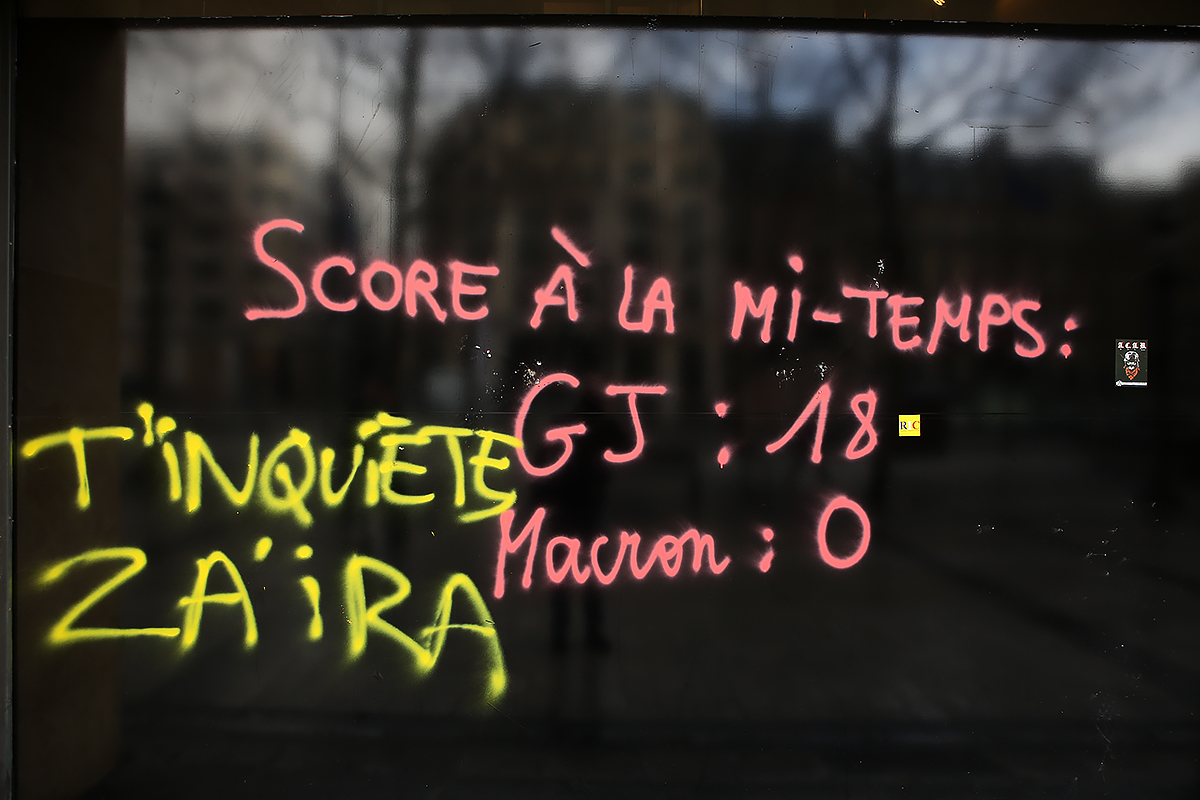 SCORE À LA Mi-TEMPS:
GJ : 18
Macron : 0
T'iNQUiÈTE
ZA'iRA
A.C.A.B.